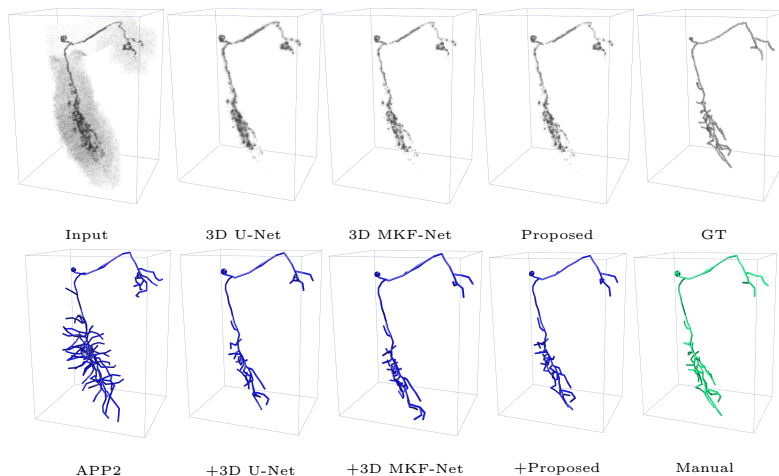 Input 3D U-Net 3D MKF-Net Proposed GT
APP2 +3D U-Net +3D MKF-Net +Proposed Manual